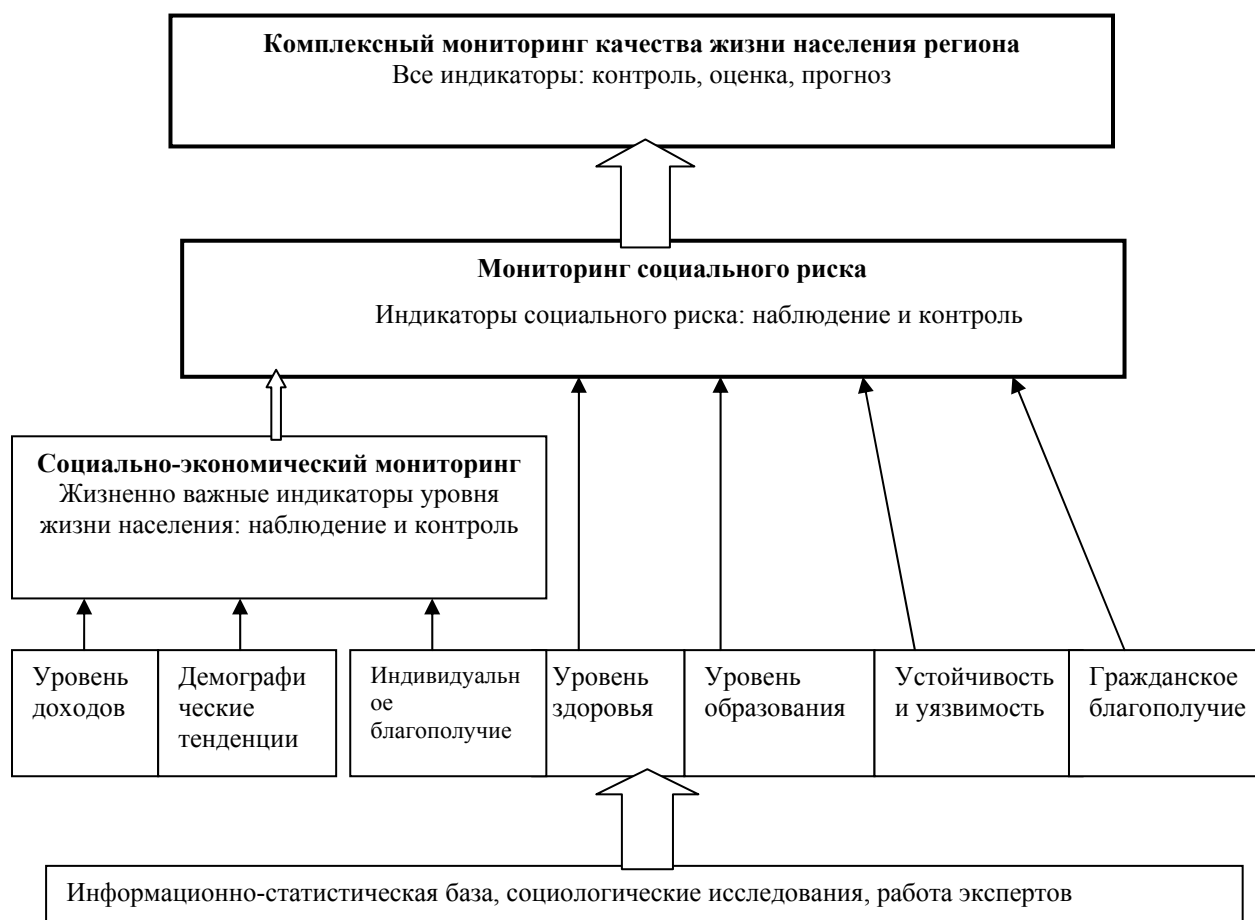 Комплексный мониторинг качества жизни населения региона
Все индикаторы: контроль, оценка, прогноз
Мониторинг социального риска
Индикаторы социального риска: наблюдение и контроль
Социально-экономический мониторинг
Жизненно важные индикаторы уровня
жизни населения: наблюдение и контроль
Уровень
доходов
Демографи
ческие
тенденции
Индивидуальн
ое
благополучие
Уровень
здоровья
Уровень
образования
Устойчивость
и уязвимость
Гражданское
благополучие
Информационно-статистическая база, социологические исследования, работа экспертов